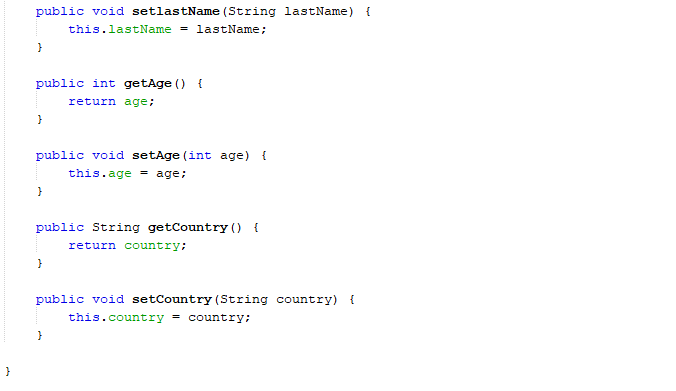 public void setlastName(String lastName) {
this.lastName = lastName;
}
public int getAge() {
return age;
}
public void setAge(int age) {
this.age = age;
}
public String getCountry() {
return country;
}
public void setCountry(String country) {
this.country = country;
}
}